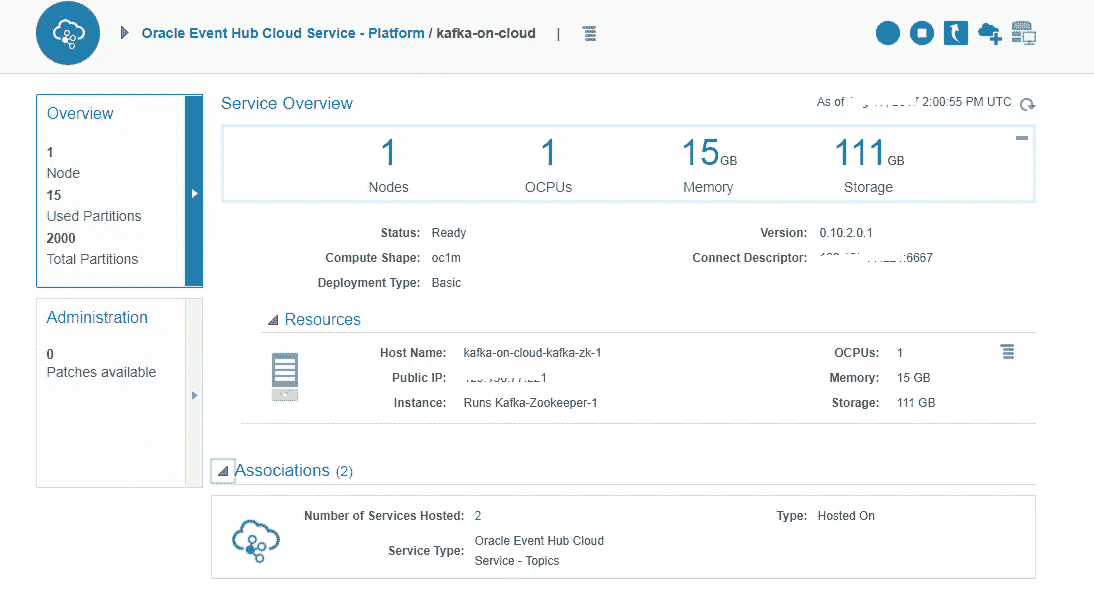 Oracle Event Hub Cloud Service - Platform / kafka-on-cloud |
Overview
1
Node
15
Used Partitions
2000
Total Partitions
Administration
0
Patches available
Service Overview
As of 2:00:55 PM UTC
1
Nodes
1
OCPUs
15 GB
Memory
111 GB
Storage
Status: Ready
Compute Shape: oc1m
Deployment Type: Basic
Version: 0.10.2.0.1
Connect Descriptor: :6667
Resources
Host Name: kafka-on-cloud-kafka-zk-1
Public IP:
Instance: Runs Kafka-Zookeeper-1
OCPUs: 1
Memory: 15 GB
Storage: 111 GB
Associations (2)
Number of Services Hosted: 2
Service Type: Oracle Event Hub Cloud
Service - Topics
Type: Hosted On